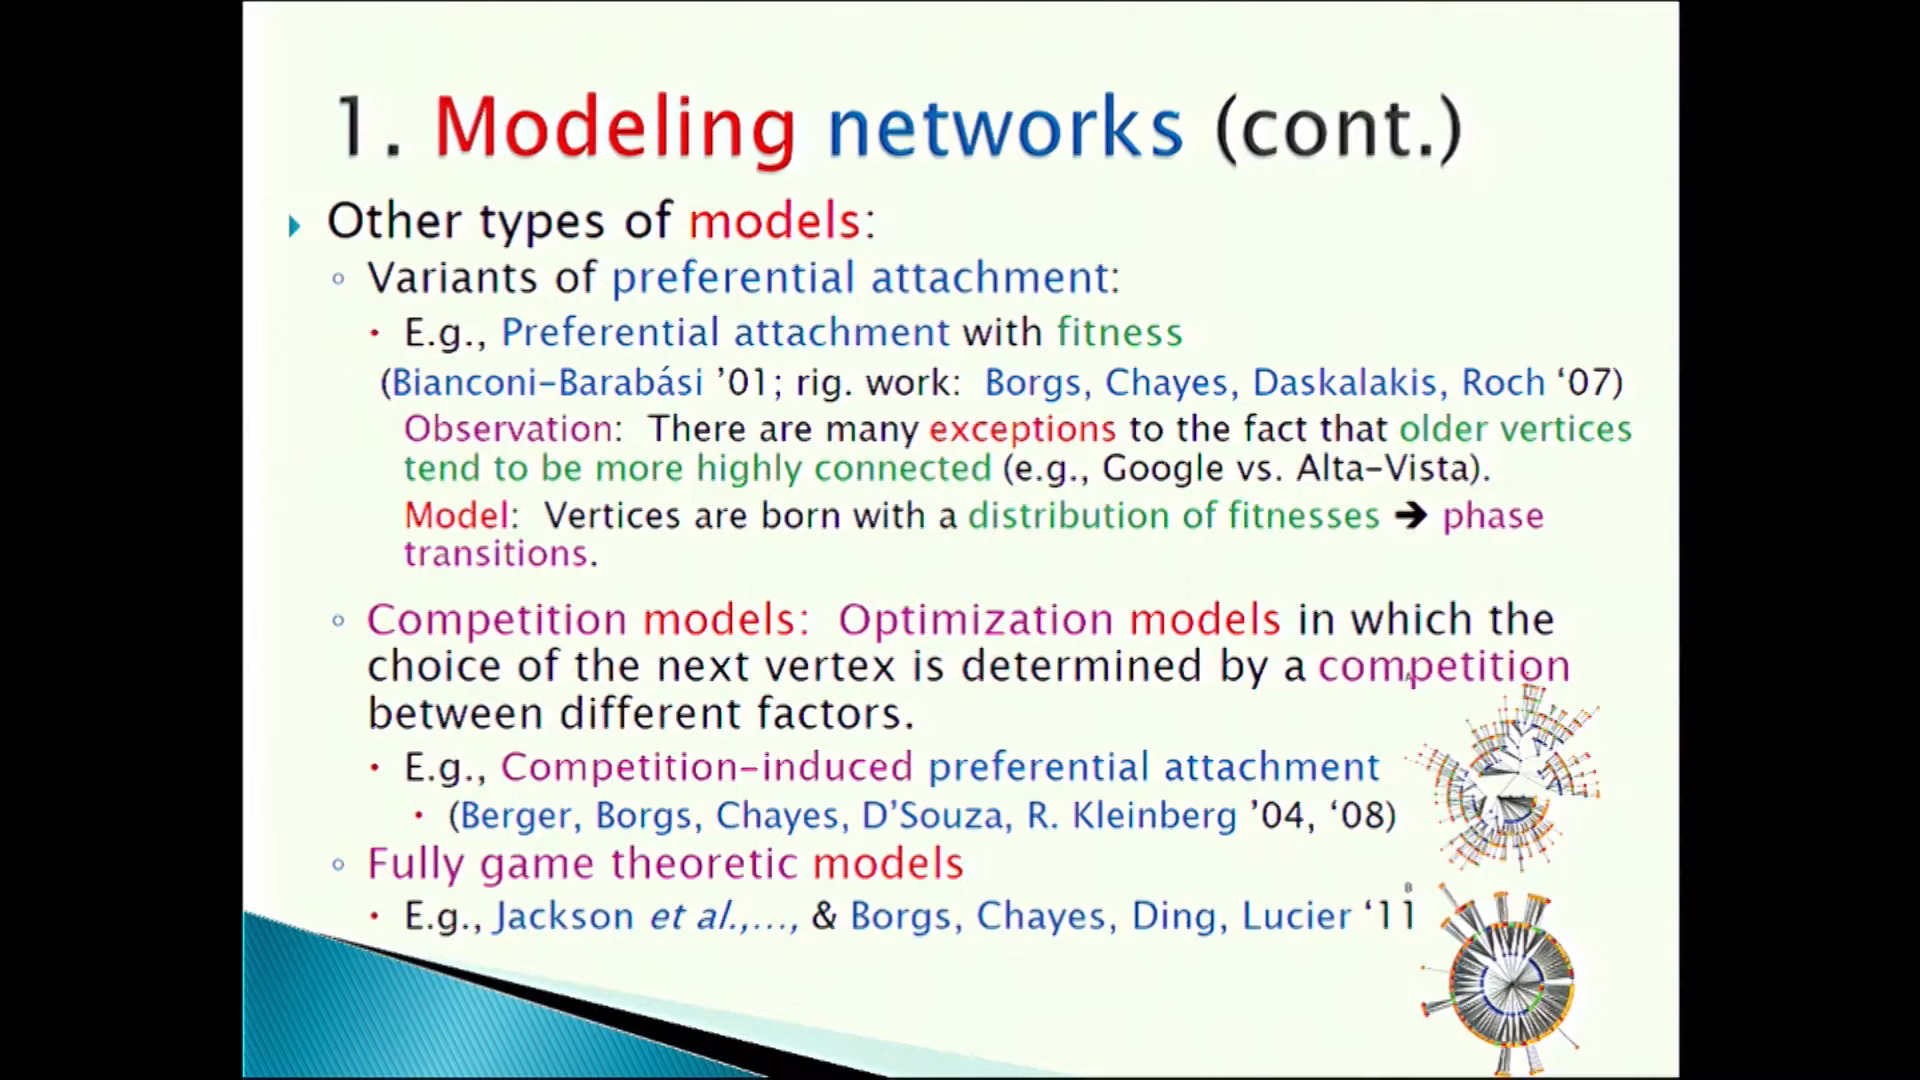 1. Modeling networks (cont.)
Other types of models:
Variants of preferential attachment:
E.g., Preferential attachment with fitness
(Bianconi-Barabási ’01; rig. work: Borgs, Chayes, Daskalakis, Roch ‘07)
Observation: There are many exceptions to the fact that older vertices
tend to be more highly connected (e.g., Google vs. Alta-Vista).
Model: Vertices are born with a distribution of fitnesses ➔ phase
transitions.
Competition models: Optimization models in which the
choice of the next vertex is determined by a competition
between different factors.
E.g., Competition-induced preferential attachment
(Berger, Borgs, Chayes, D’Souza, R. Kleinberg ’04, ‘08)
Fully game theoretic models
E.g., Jackson et al.,..., & Borgs, Chayes, Ding, Lucier ‘11